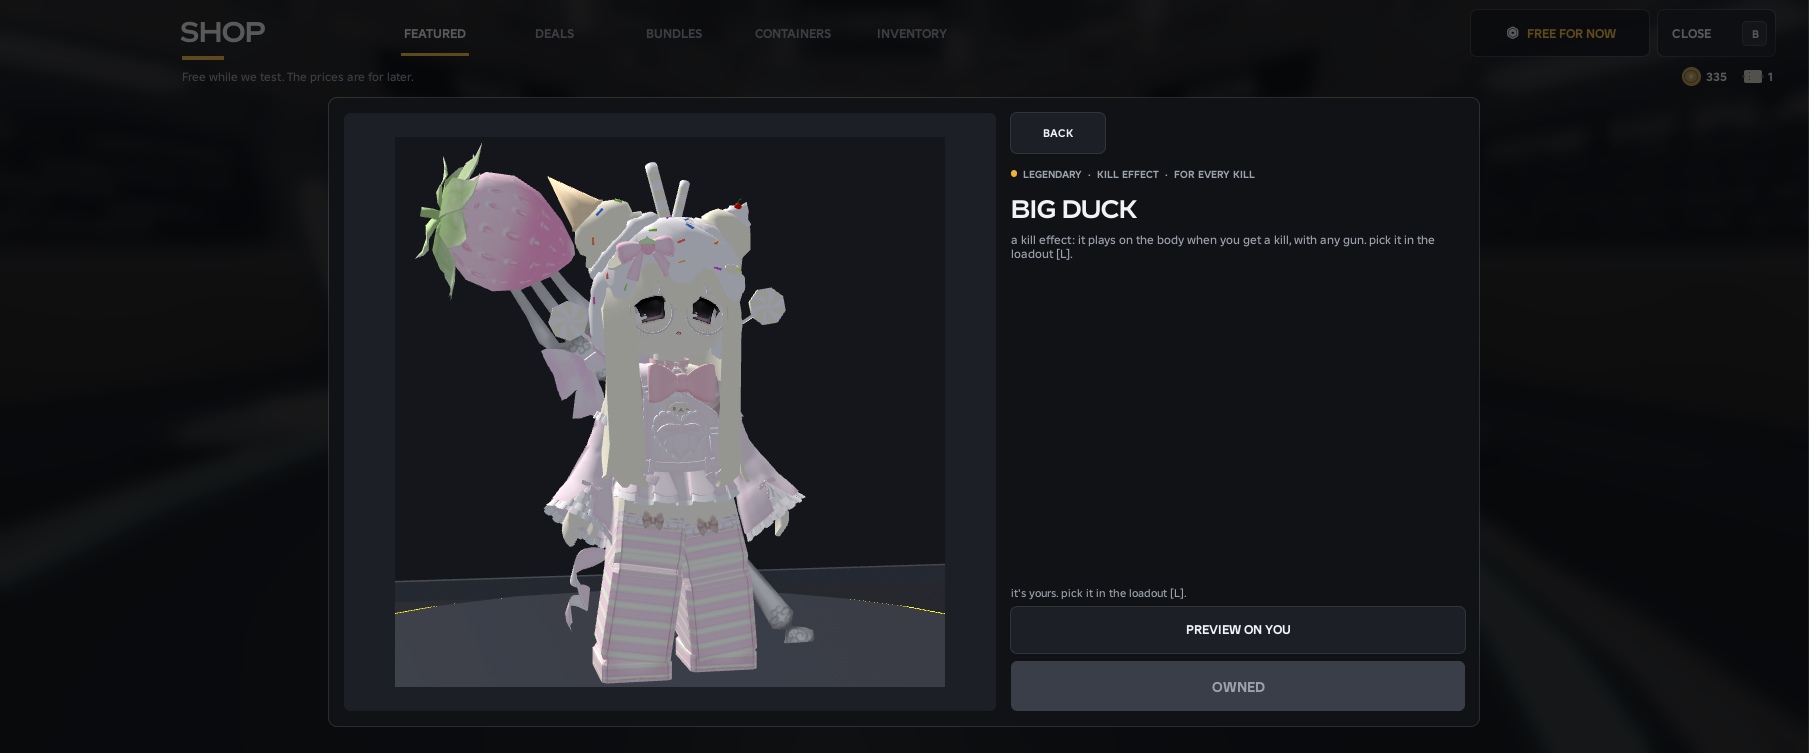 SHOP
FEATURED
DEALS
BUNDLES
CONTAINERS
INVENTORY
FREE FOR NOW
CLOSE
B
Free while we test. The prices are for later.
335
1
BACK
LEGENDARY · KILL EFFECT · FOR EVERY KILL
BIG DUCK
a kill effect: it plays on the body when you get a kill, with any gun. pick it in the
loadout [L].
it's yours. pick it in the loadout [L].
PREVIEW ON YOU
OWNED